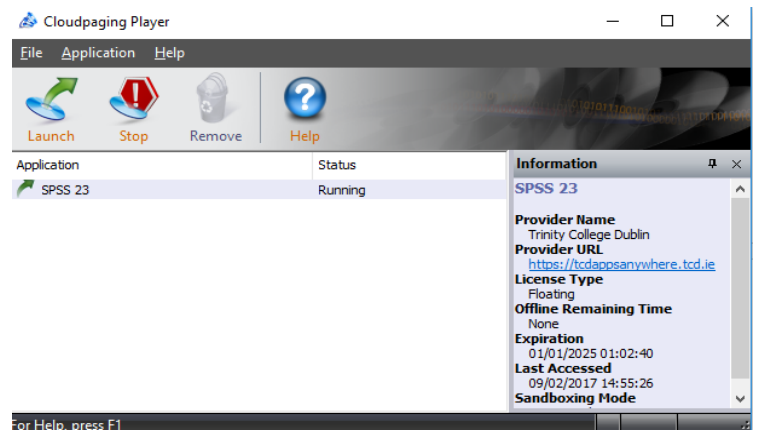 Cloudpaging Player
File Application Help
Launch Stop Remove Help
Application Status
SPSS 23 Running
Information
SPSS 23
Provider Name
Trinity College Dublin
Provider URL
https://tcdappsanywhere.tcd.ie
License Type
Floating
Offline Remaining Time
None
Expiration
01/01/2025 01:02:40
Last Accessed
09/02/2017 14:55:26
Sandboxing Mode
For Help, press F1